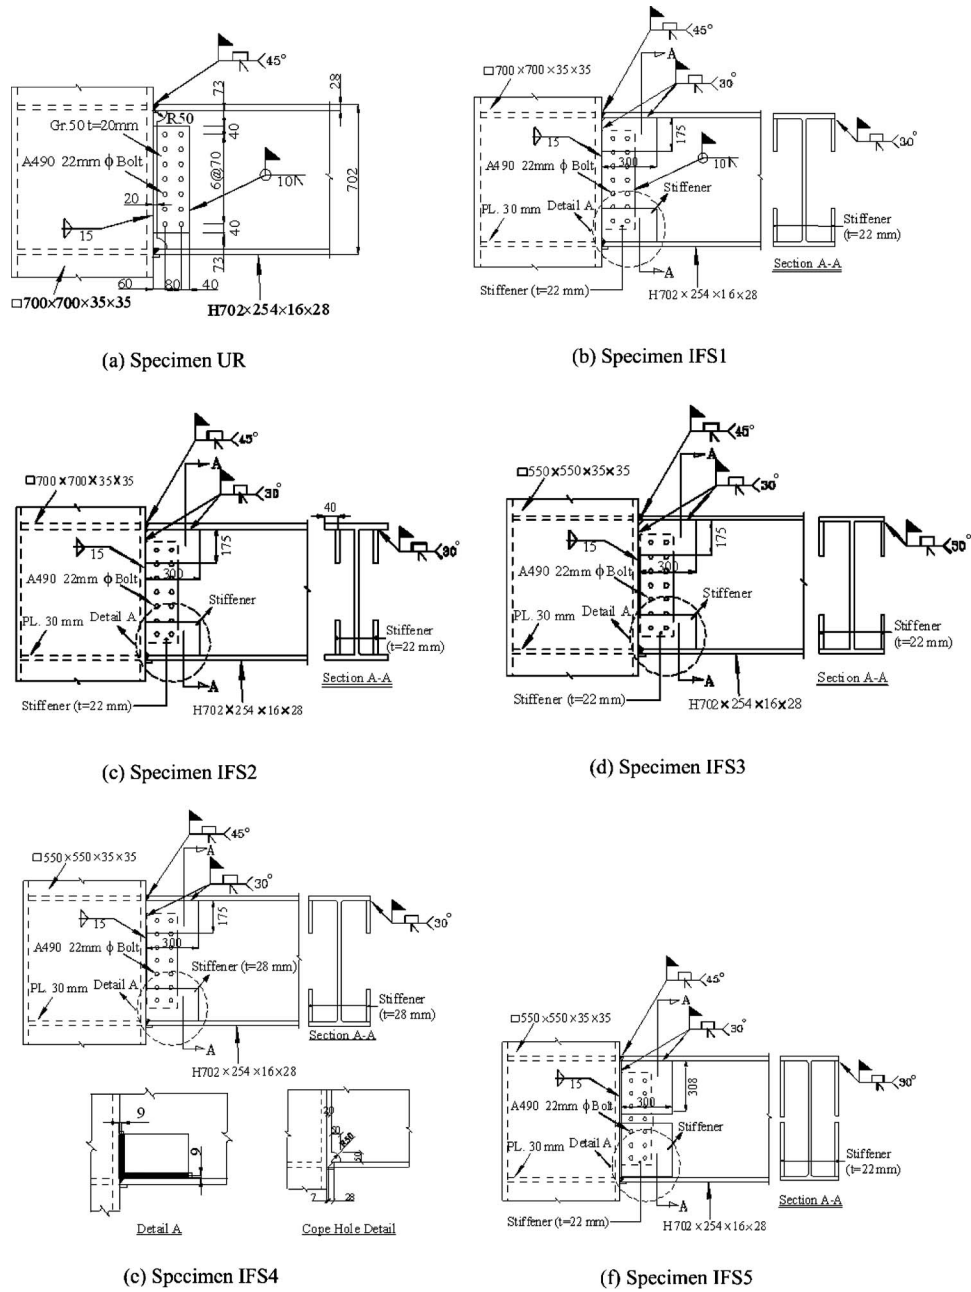 45°
28
73
R50
Gr.50 t=20mm
40
A490 22mm ϕ Bolt
6@70
702
10
20
15
40
73
60
80
40
□700×700×35×35
H702×254×16×28
(a) Specimen UR
45°
A
□700×700×35×35
30°
175
30°
15
300
A490 22mm ϕ Bolt
Stiffener
10
Detail A
PL. 30 mm
Stiffener
(t=22 mm)
A
Section A-A
Stiffener (t=22 mm)
H702×254×16×28
(b) Specimen IFS1
45°
A
□700×700×35×35
30°
40
15
175
30°
300
A490 22mm ϕ Bolt
Stiffener
Detail A
PL. 30 mm
Stiffener
(t=22 mm)
A
Section A-A
Stiffener (t=22 mm)
H702×254×16×28
(c) Specimen IFS2
45°
A
□550×550×35×35
30°
15
175
30°
300
A490 22mm ϕ Bolt
Stiffener
Detail A
PL. 30 mm
Stiffener
(t=22 mm)
A
Section A-A
Stiffener (t=22 mm)
H702×254×16×28
(d) Specimen IFS3
45°
A
□550×550×35×35
30°
15
175
30°
300
A490 22mm ϕ Bolt
Stiffener (t=28 mm)
PL. 30 mm
Detail A
Stiffener
(t=28 mm)
A
Section A-A
H702×254×16×28
9
9
Detail A
20
50
R50
50
7
28
Cope Hole Detail
(e) Specimen IFS4
45°
A
□550×550×35×35
30°
15
308
30°
300
A490 22mm ϕ Bolt
Stiffener
Detail A
PL. 30 mm
Stiffener
(t=22mm)
A
Section A-A
Stiffener (t=22 mm)
H702×254×16×28
(f) Specimen IFS5